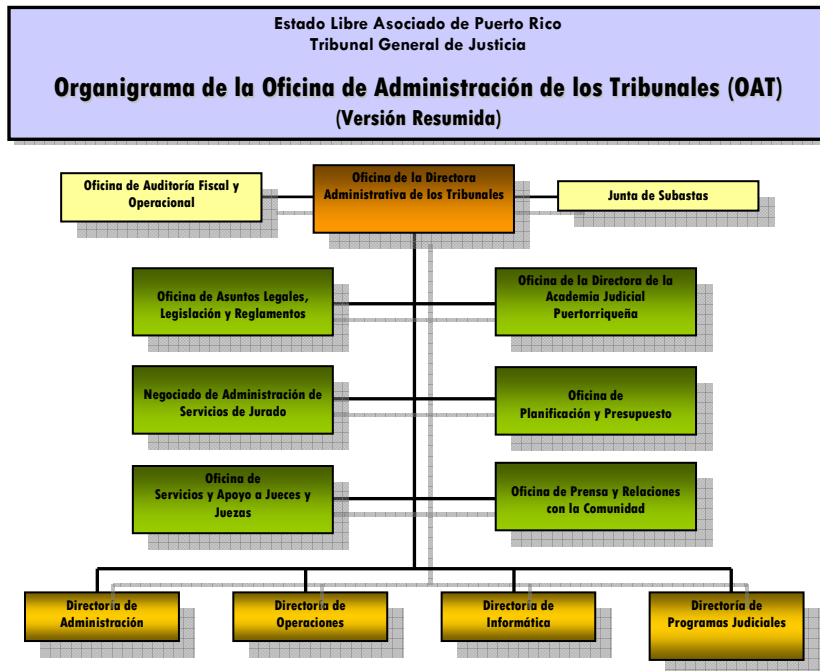 Estado Libre Asociado de Puerto Rico
Tribunal General de Justicia
Organigrama de la Oficina de Administración de los Tribunales (OAT)
(Versión Resumida)
Oficina de Auditoría Fiscal y
Operacional
Oficina de la Directora
Administrativa de los Tribunales
Junta de Subastas
Oficina de Asuntos Legales,
Legislación y Reglamentos
Oficina de la Directora de la
Academia Judicial
Puertorriqueña
Negociado de Administración de
Servicios de Jurado
Oficina de
Planificación y Presupuesto
Oficina de
Servicios y Apoyo a Jueces y
Juezas
Oficina de Prensa y Relaciones
con la Comunidad
Directoría de
Administración
Directoría de
Operaciones
Directoría de
Informática
Directoría de
Programas Judiciales